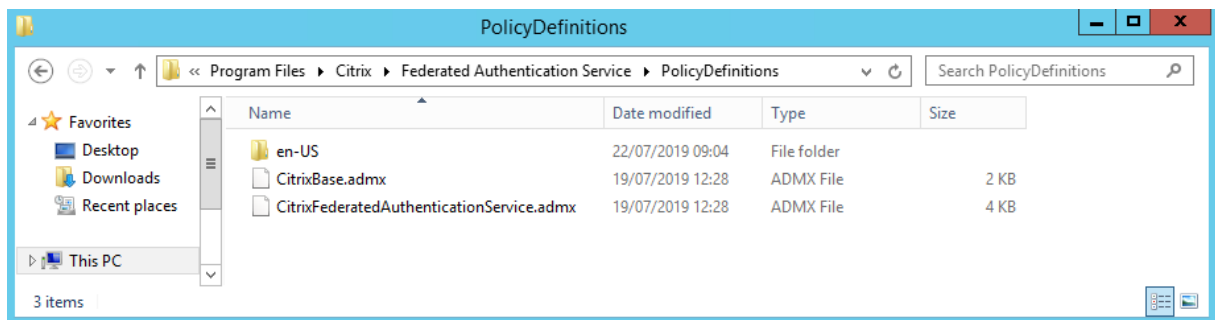 PolicyDefinitions
« Program Files Citrix Federated Authentication Service PolicyDefinitions Search PolicyDefinitions
Favorites
Desktop
Downloads
Recent places
This PC
Name Date modified Type Size
en-US 22/07/2019 09:04 File folder
CitrixBase.admx 19/07/2019 12:28 ADMX File 2 KB
CitrixFederatedAuthenticationService.admx 19/07/2019 12:28 ADMX File 4 KB
3 items